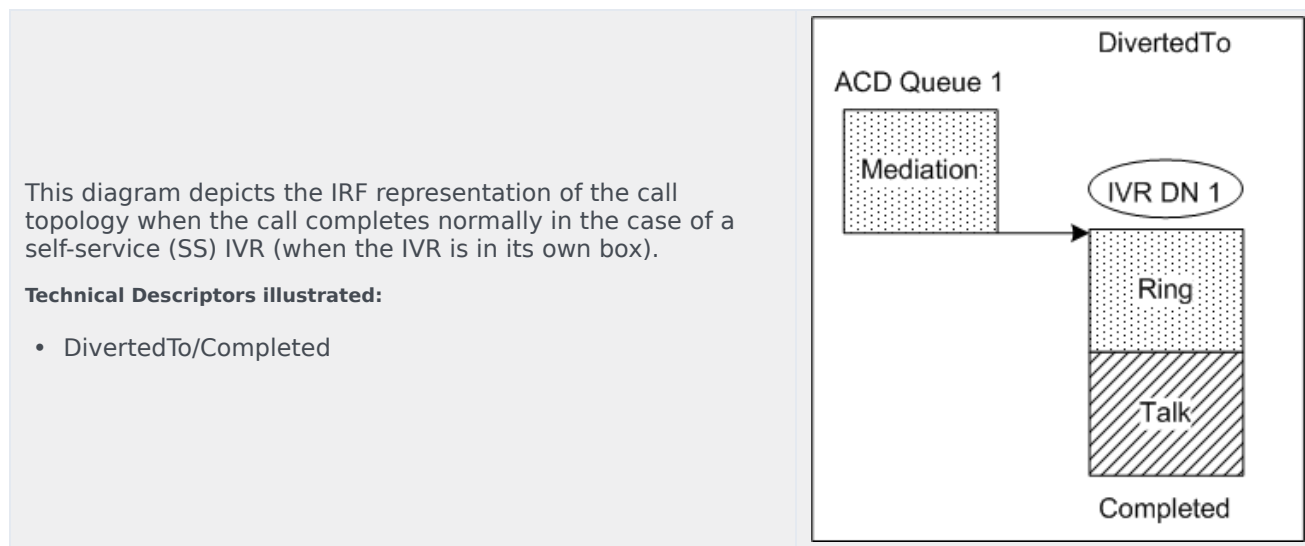 This diagram depicts the IRF representation of the call
topology when the call completes normally in the case of a
self-service (SS) IVR (when the IVR is in its own box).
Technical Descriptors illustrated:
• DivertedTo/Completed
DivertedTo
ACD Queue 1
Mediation
IVR DN 1
Ring
Talk
Completed